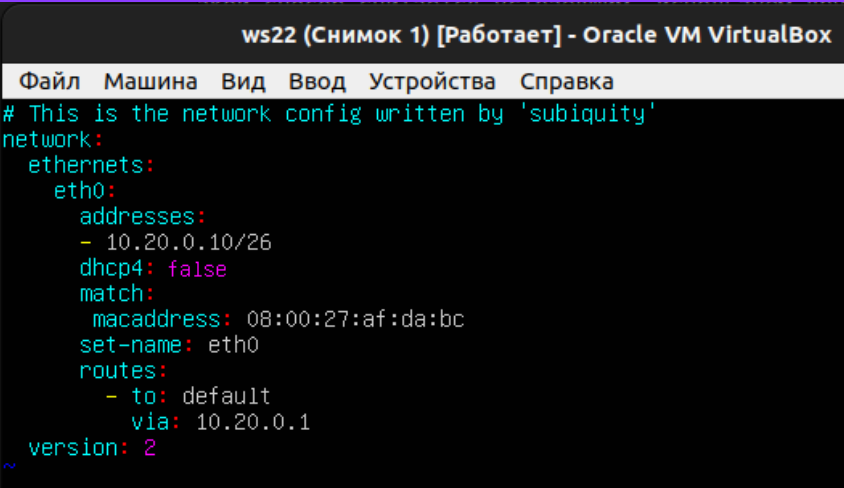 ws22 (Снимок 1) [Работает] - Oracle VM VirtualBox
Файл Машина Вид Ввод Устройства Справка
# This is the network config written by 'subiquity'
network:
  ethernets:
    eth0:
      addresses:
      - 10.20.0.10/26
      dhcp4: false
      match:
       macaddress: 08:00:27:af:da:bc
      set-name: eth0
      routes:
        - to: default
          via: 10.20.0.1
  version: 2
~